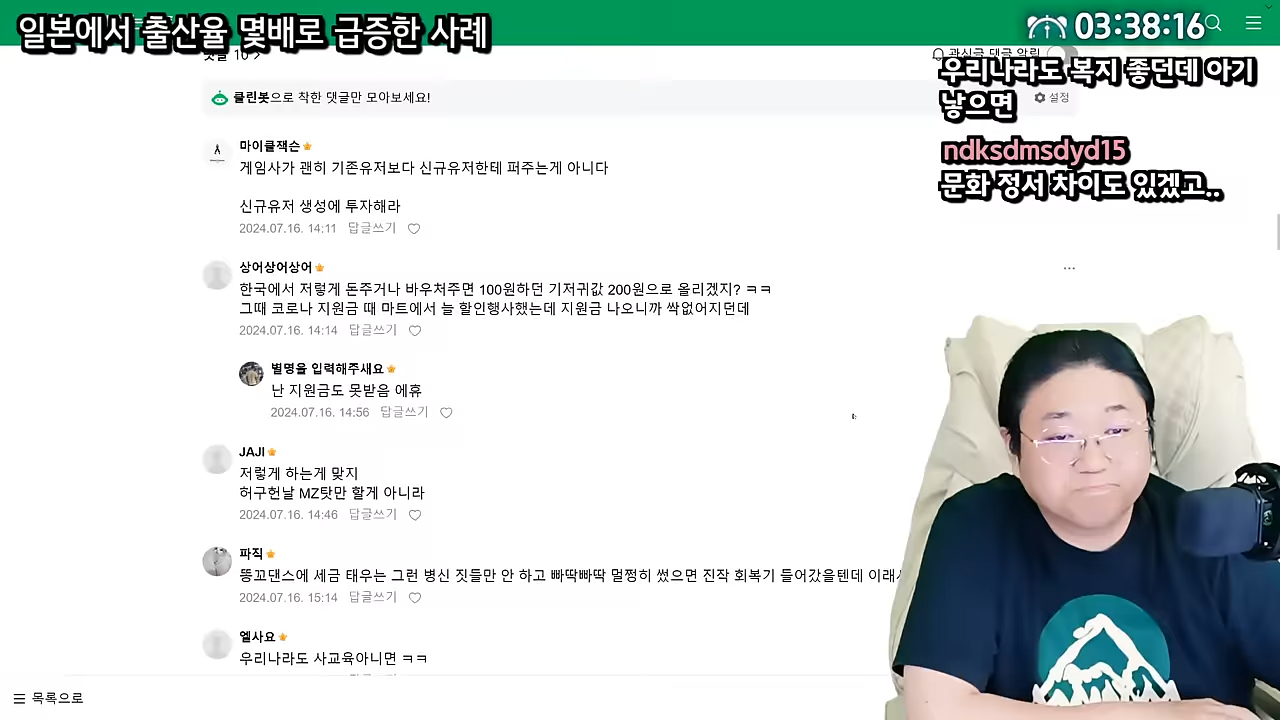 일본에서 출산율 몇배로 급증한 사례
03:38:16
댓글 10
관심글 댓글 알림
우리나라도 복지 좋던데 아기
낳으면
ndksdmsdyd15
문화 정서 차이도 있겠고..
클린봇으로 착한 댓글만 모아보세요!
설정
마이클잭슨
게임사가 괜히 기존유저보다 신규유저한테 퍼주는게 아니다
신규유저 생성에 투자해라
2024.07.16. 14:11 답글쓰기
상어상어상어
한국에서 저렇게 돈주거나 바우처주면 100원하던 기저귀값 200원으로 올리겠지? ㅋㅋ
그때 코로나 지원금 때 마트에서 늘 할인행사했는데 지원금 나오니까 싹없어지던데
2024.07.16. 14:14 답글쓰기
별명을 입력해주새요
난 지원금도 못받음 에휴
2024.07.16. 14:56 답글쓰기
JAJI
저렇게 하는게 맞지
허구헌날 MZ탓만 할게 아니라
2024.07.16. 14:46 답글쓰기
파직
똥꼬댄스에 세금 태우는 그런 병신 짓들만 안 하고 빠딱빠딱 멀쩡히 썼으면 진작 회복기 들어갔을텐데
2024.07.16. 15:14 답글쓰기
엘사요
우리나라도 사교육아니면 ㅋㅋ
목록으로